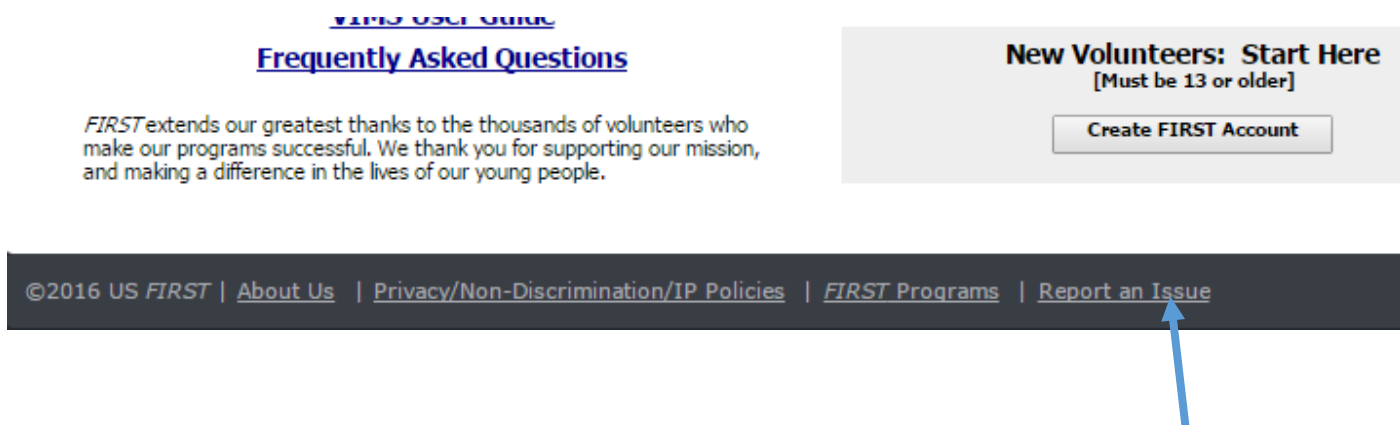 VIMS User Guide
Frequently Asked Questions
FIRST extends our greatest thanks to the thousands of volunteers who
make our programs successful. We thank you for supporting our mission,
and making a difference in the lives of our young people.
New Volunteers:  Start Here
[Must be 13 or older]
Create FIRST Account
©2016 US FIRST | About Us | Privacy/Non-Discrimination/IP Policies | FIRST Programs | Report an Issue